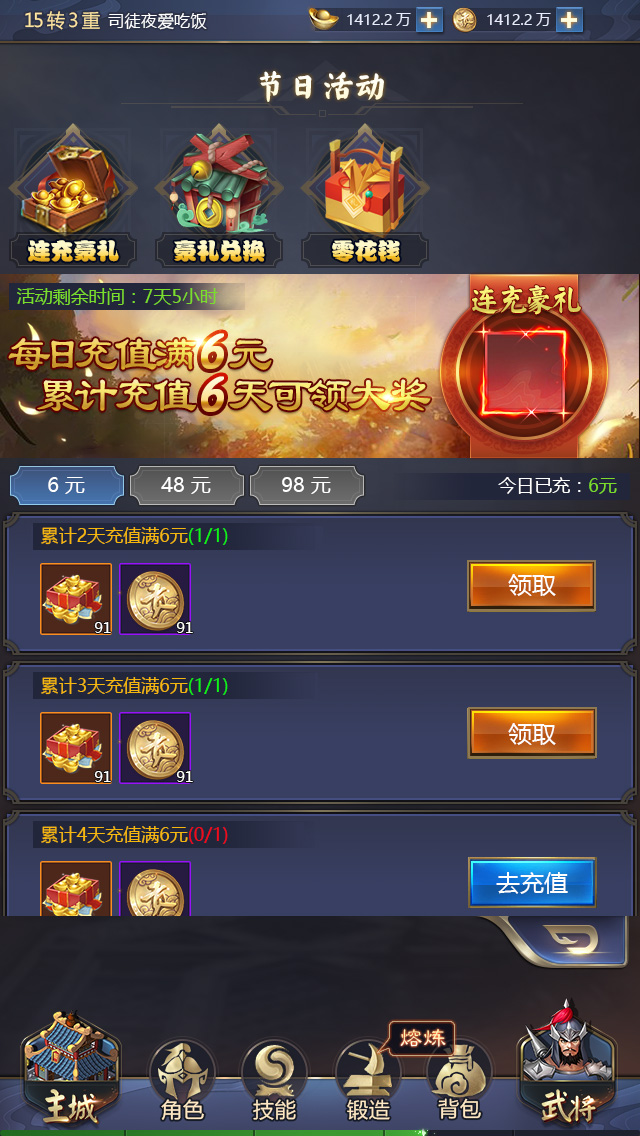 15转3重 司徒夜爱吃饭 1412.2万 1412.2万
节日活动
连充豪礼 豪礼兑换 零花钱
活动剩余时间：7天5小时
连充豪礼
每日充值满6元
累计充值6天可领大奖
6 元 48 元 98 元 今日已充：6元
累计2天充值满6元(1/1)
领取
91 91
累计3天充值满6元(1/1)
领取
91 91
累计4天充值满6元(0/1)
去充值
熔炼
主城 角色 技能 锻造 背包 武将